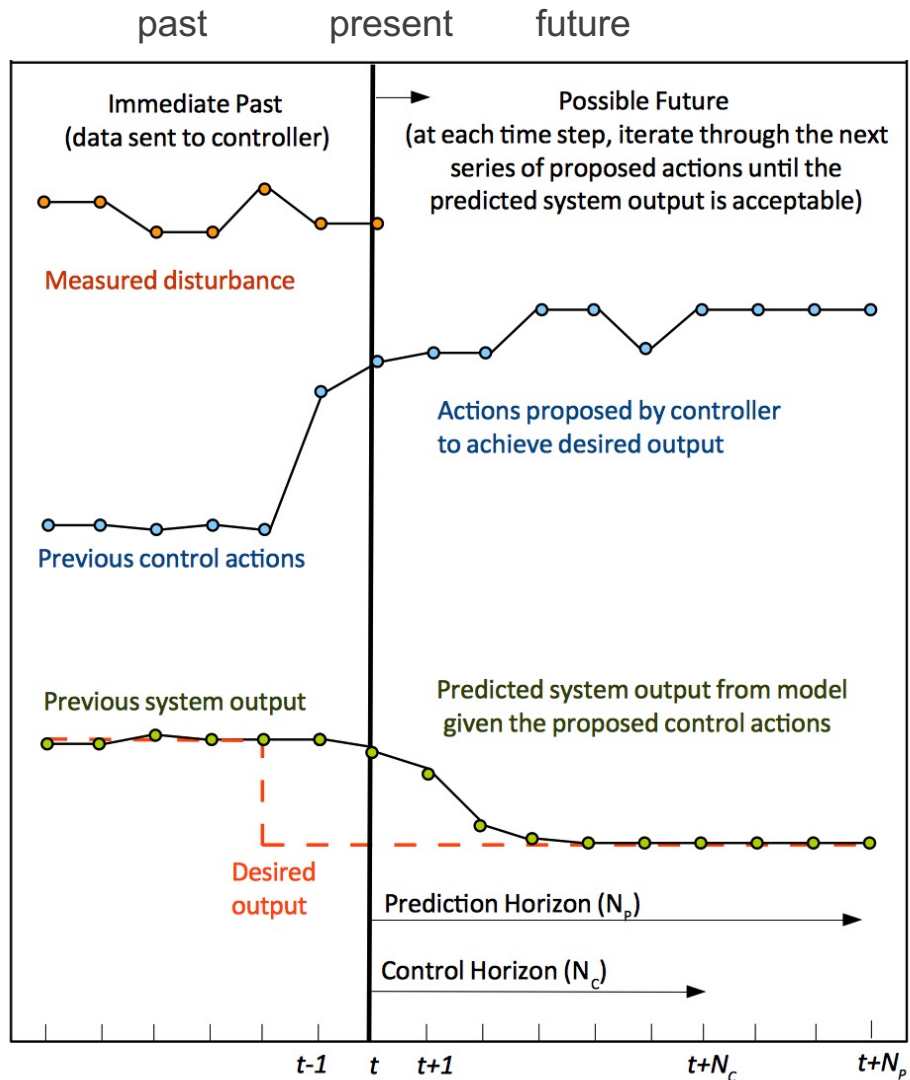 past present future
Immediate Past
(data sent to controller)
Possible Future
(at each time step, iterate through the next
series of proposed actions until the
predicted system output is acceptable)
Measured disturbance
Actions proposed by controller
to achieve desired output
Previous control actions
Previous system output
Predicted system output from model
given the proposed control actions
Desired
output
Prediction Horizon (N_P)
Control Horizon (N_C)
t-1 t t+1 t+N_C t+N_P